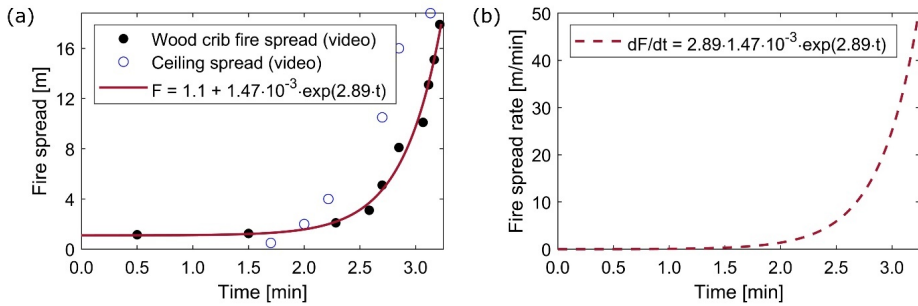 (a)
Fire spread [m]
16
12
8
4
0
Wood crib fire spread (video)
Ceiling spread (video)
F = 1.1 + 1.47·10⁻³·exp(2.89·t)
0.0 0.5 1.0 1.5 2.0 2.5 3.0
Time [min]
(b)
Fire spread rate [m/min]
50
40
30
20
10
0
dF/dt = 2.89·1.47·10⁻³·exp(2.89·t)
0.0 0.5 1.0 1.5 2.0 2.5 3.0
Time [min]